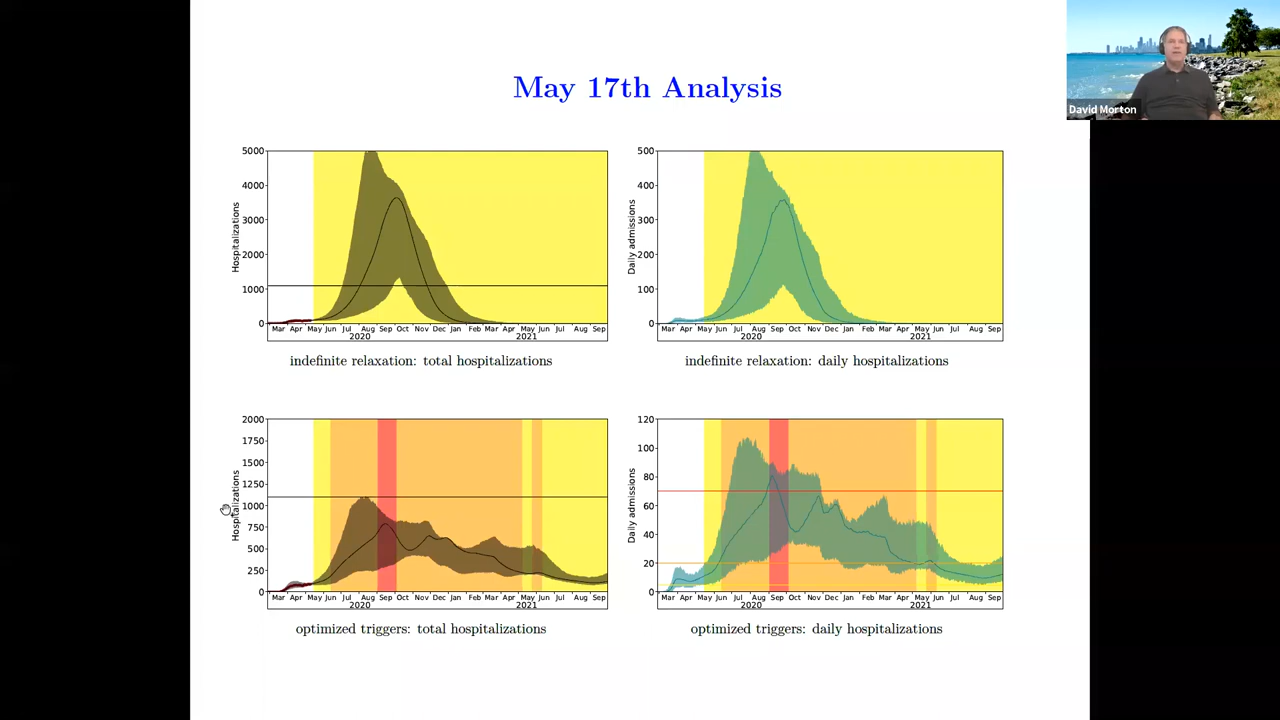 May 17th Analysis
David Morton
5000
4000
3000
2000
1000
0
Hospitalizations
Mar Apr May Jun Jul Aug Sep Oct Nov Dec Jan Feb Mar Apr May Jun Jul Aug Sep
2020 2021
indefinite relaxation: total hospitalizations
500
400
300
200
100
0
Daily admissions
Mar Apr May Jun Jul Aug Sep Oct Nov Dec Jan Feb Mar Apr May Jun Jul Aug Sep
2020 2021
indefinite relaxation: daily hospitalizations
2000
1750
1500
1250
1000
750
500
250
0
Hospitalizations
Mar Apr May Jun Jul Aug Sep Oct Nov Dec Jan Feb Mar Apr May Jun Jul Aug Sep
2020 2021
optimized triggers: total hospitalizations
120
100
80
60
40
20
0
Daily admissions
Mar Apr May Jun Jul Aug Sep Oct Nov Dec Jan Feb Mar Apr May Jun Jul Aug Sep
2020 2021
optimized triggers: daily hospitalizations